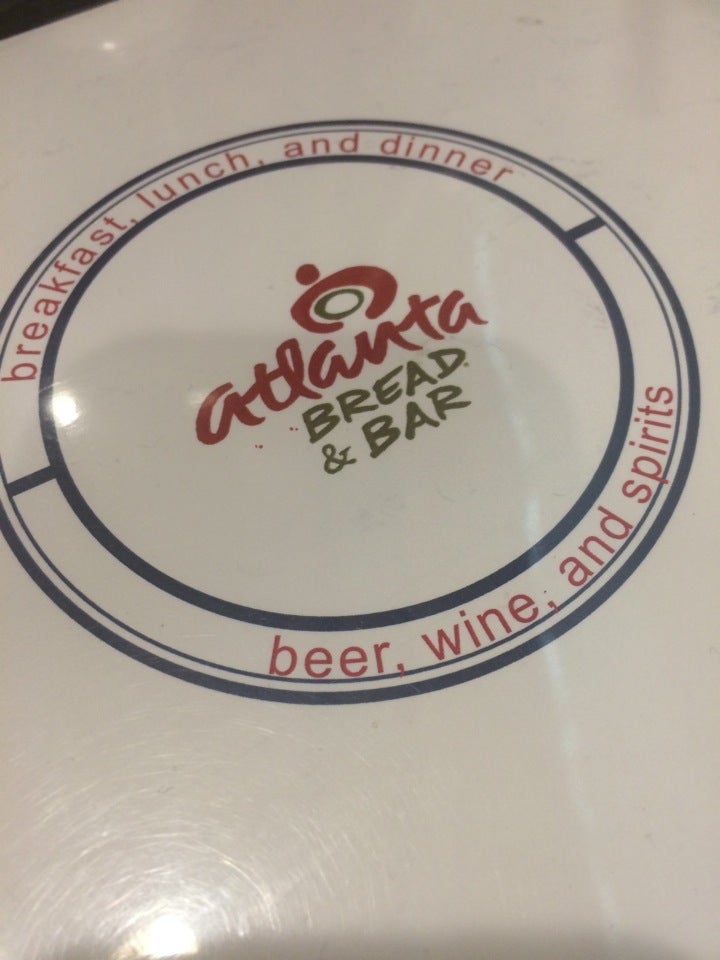 breakfast, lunch, and dinner
atlanta
BREAD
& BAR
beer, wine, and spirits